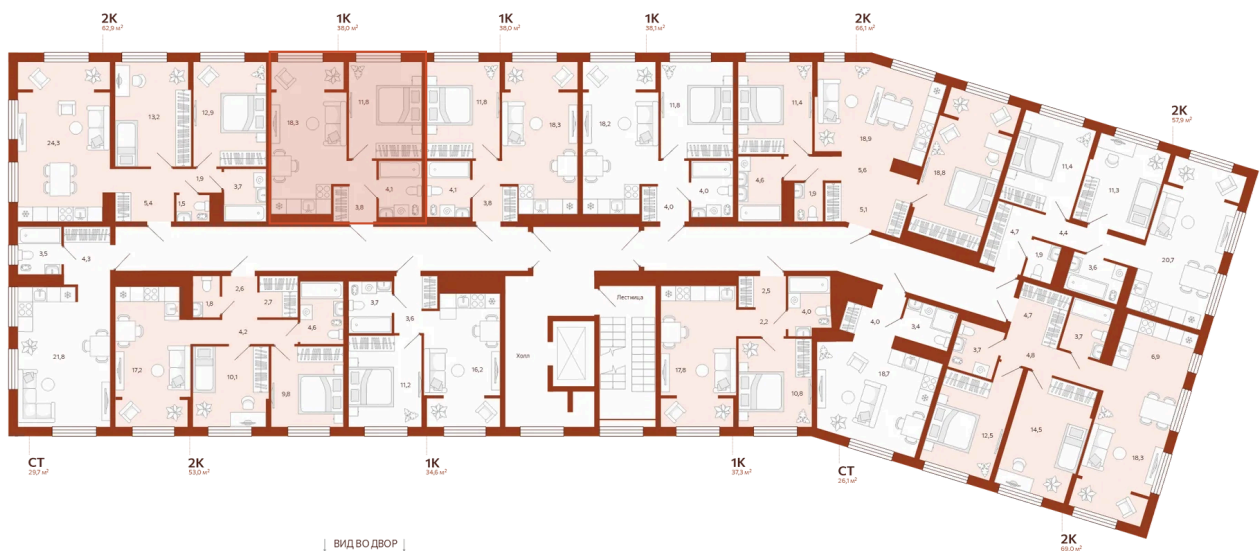 2К
62,9 м²
1К
38,0 м²
1К
38,0 м²
1К
38,1 м²
2К
66,1 м²
2К
57,9 м²
24,3
13,2
12,9
5,4
1,9
1,5
3,7
18,3
11,8
3,8
4,1
11,8
4,1
3,8
18,3
18,2
11,8
4,0
4,0
11,4
4,6
1,9
18,9
5,6
5,1
18,8
11,4
4,7
4,4
1,9
11,3
3,6
20,7
3,5
4,3
21,8
17,2
1,8
2,6
2,7
4,2
4,6
10,1
9,8
3,7
3,6
11,2
16,2
Холл
Лестница
17,8
2,5
2,2
4,0
10,8
4,0
3,4
18,7
3,7
12,5
4,7
4,8
3,7
14,5
6,9
18,3
СТ
29,7 м²
2К
53,0 м²
1К
34,6 м²
1К
37,3 м²
СТ
26,1 м²
2К
69,0 м²
ВИД ВО ДВОР